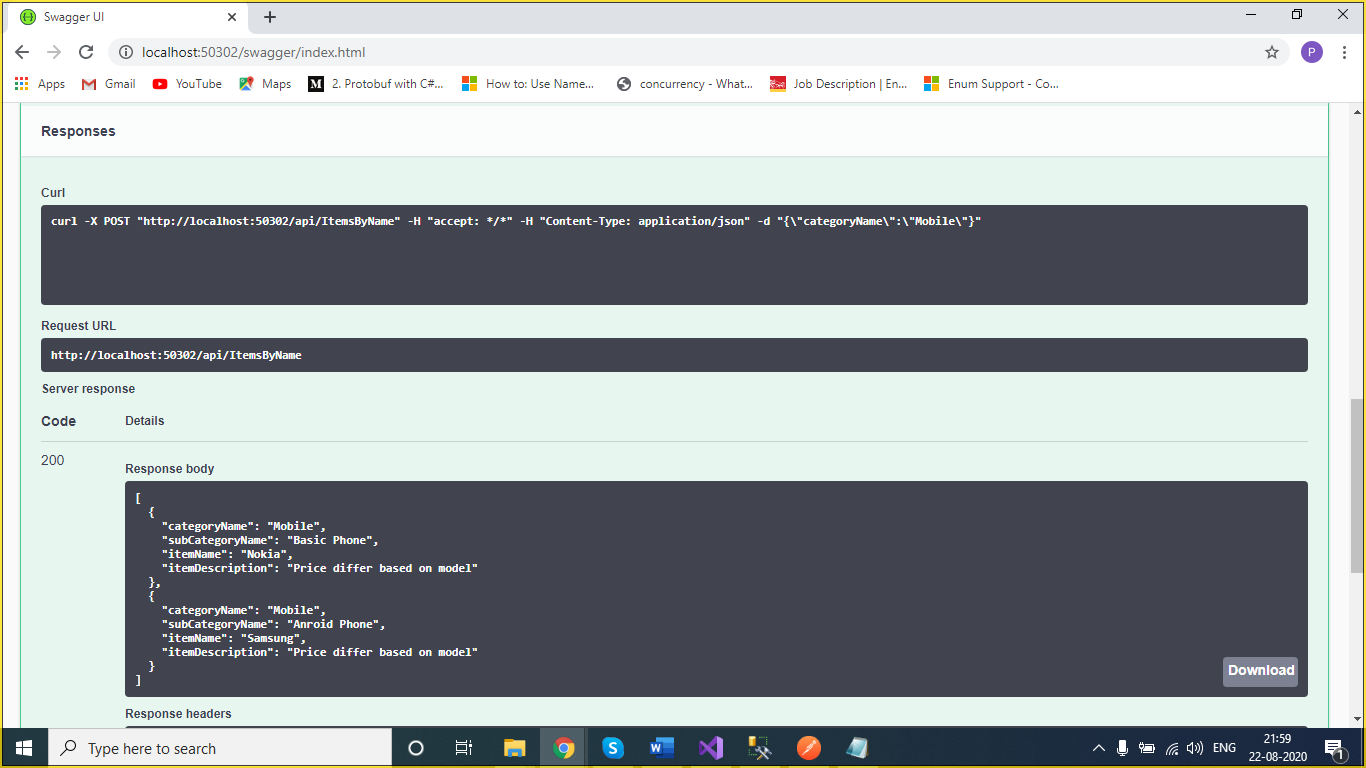 Swagger UI
localhost:50302/swagger/index.html
P
Apps Gmail YouTube Maps M 2. Protobuf with C#... How to: Use Name... concurrency - What... Job Description | En... Enum Support - Co...
Responses
Curl
curl -X POST "http://localhost:50302/api/ItemsByName" -H "accept: */*" -H "Content-Type: application/json" -d "{\"categoryName\":\"Mobile\"}"
Request URL
http://localhost:50302/api/ItemsByName
Server response
Code Details
200
Response body
[
{
"categoryName": "Mobile",
"subCategoryName": "Basic Phone",
"itemName": "Nokia",
"itemDescription": "Price differ based on model"
},
{
"categoryName": "Mobile",
"subCategoryName": "Anroid Phone",
"itemName": "Samsung",
"itemDescription": "Price differ based on model"
}
]
Download
Response headers
Type here to search
S
W
ENG
21:59
22-08-2020
1